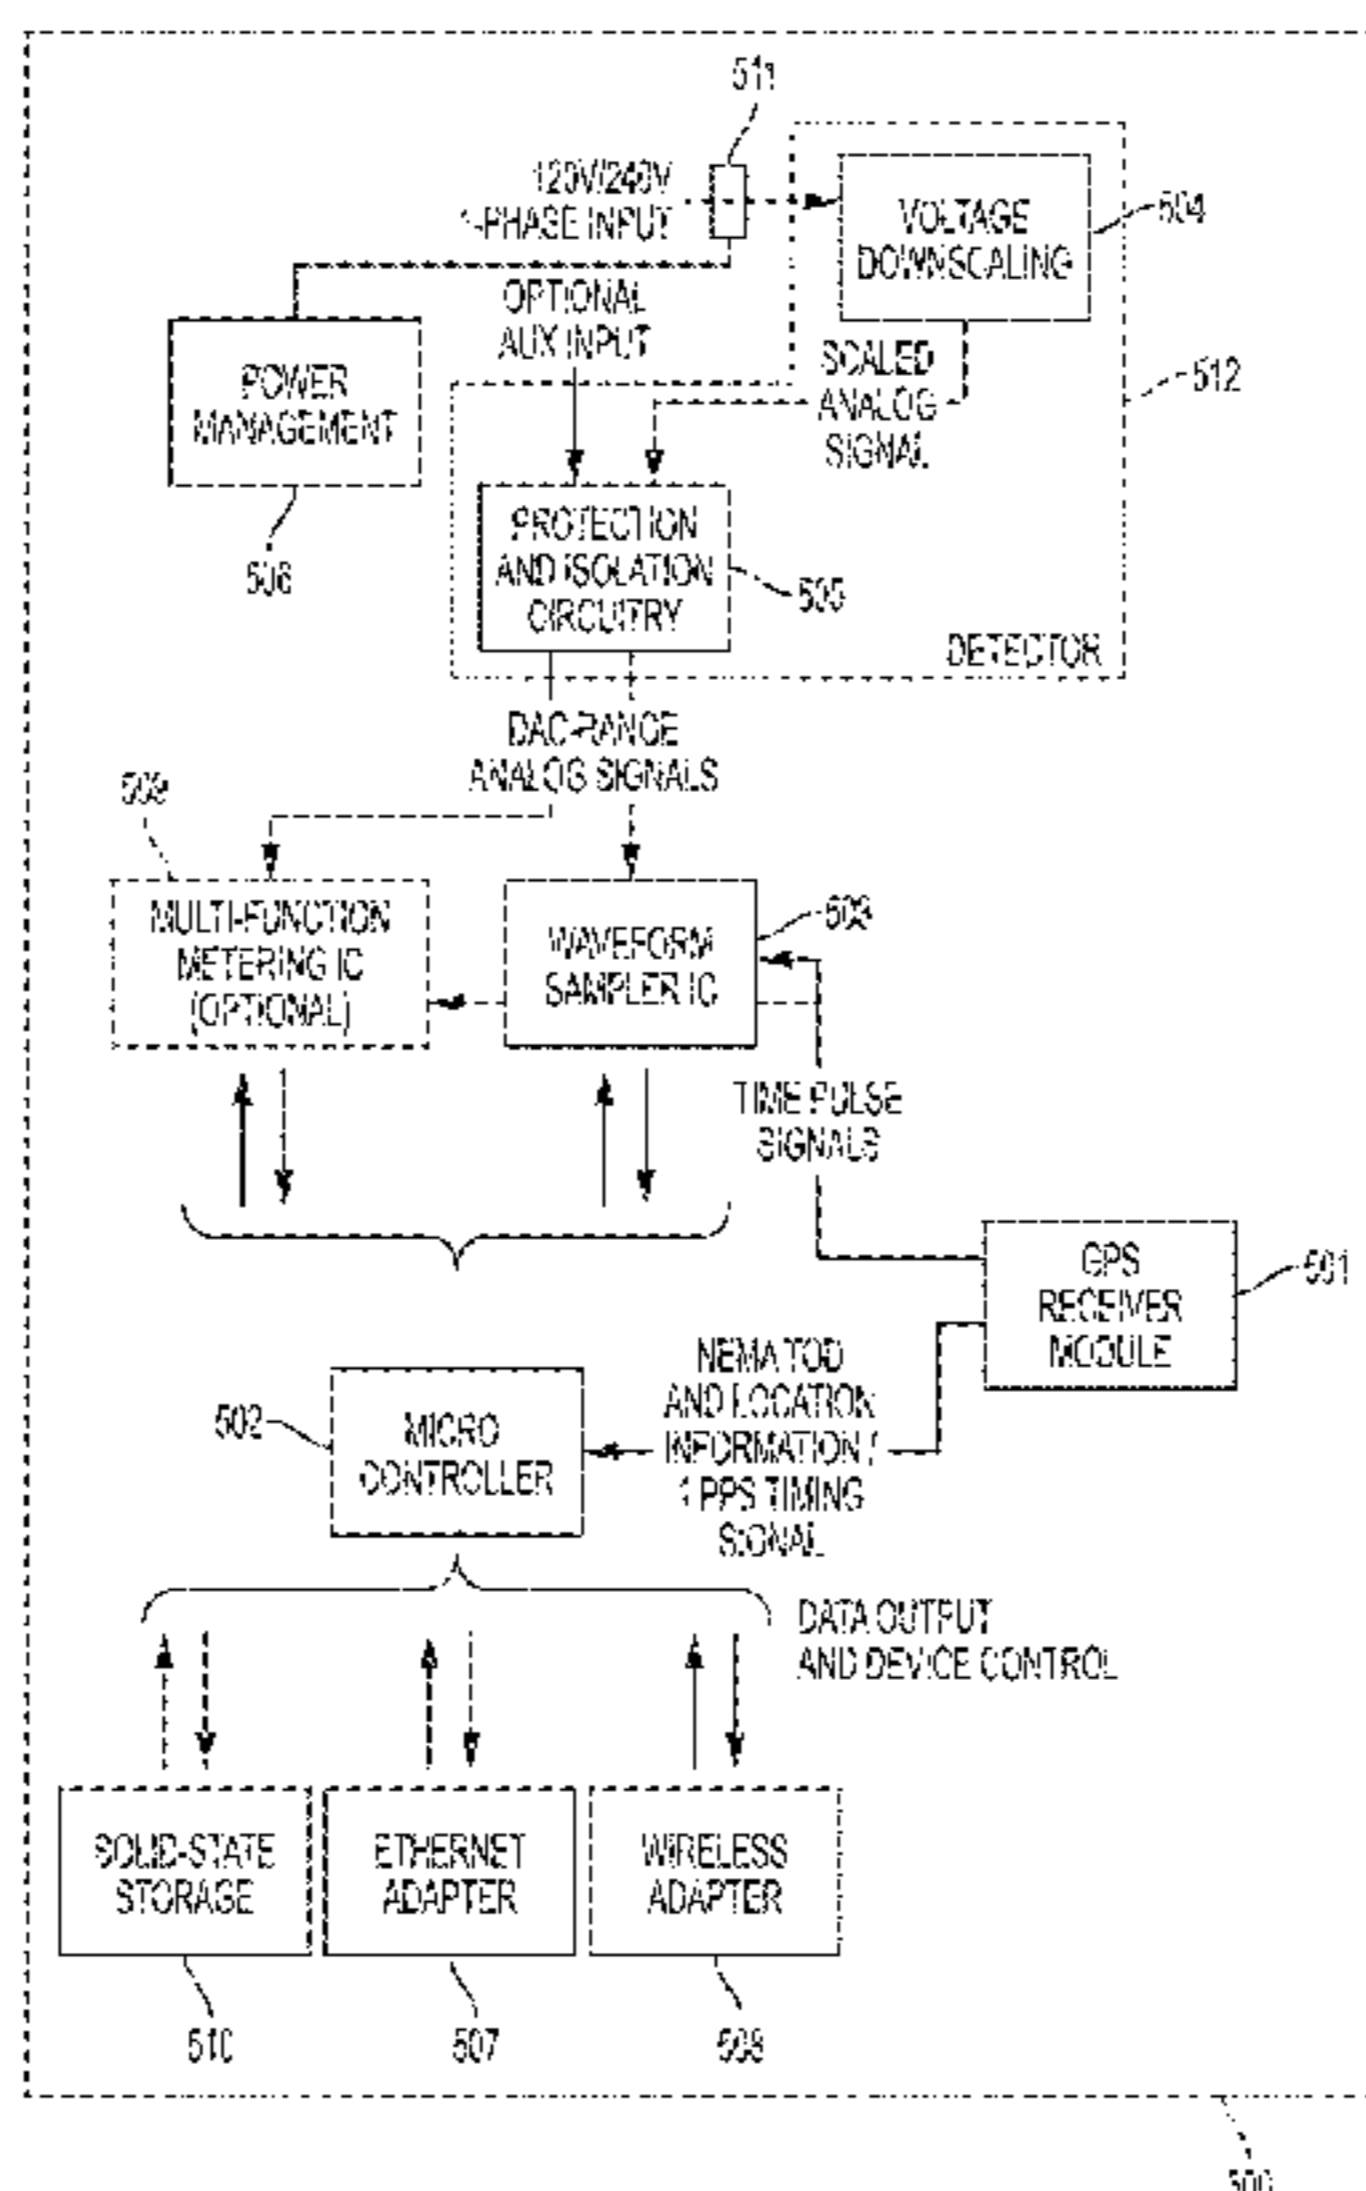 511
120V/240V
1-PHASE INPUT
VOLTAGE
DOWNSCALING
504
OPTIONAL
AUX INPUT
SCALED
ANALOG
SIGNAL
512
POWER
MANAGEMENT
506
PROTECTION
AND ISOLATION
CIRCUITRY
505
DETECTOR
DAC-RANGE
ANALOG SIGNALS
509
MULTI-FUNCTION
METERING IC
(OPTIONAL)
WAVEFORM
SAMPLER IC
503
TIME PULSE
SIGNALS
GPS
RECEIVER
MODULE
501
502
MICRO
CONTROLLER
NEMA TOD
AND LOCATION
INFORMATION /
1 PPS TIMING
SIGNAL
DATA OUTPUT
AND DEVICE CONTROL
SOLID-STATE
STORAGE
ETHERNET
ADAPTER
WIRELESS
ADAPTER
510
507
508